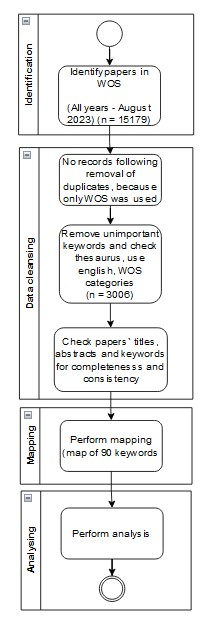 Identification
Identify papers in
WOS
(All years - August
2023) (n = 15179)
Data cleansing
No records following
removal of
duplicates, because
only WOS was used
Remove unimportant
keywords and check
thesaurus, use
english, WOS
categories
(n = 3006)
Check papers` titles,
abstracts and keywords
for completenesss and
consistency
Mapping
Perform mapping
(map of 90 keywords
Analysing
Perform analysis